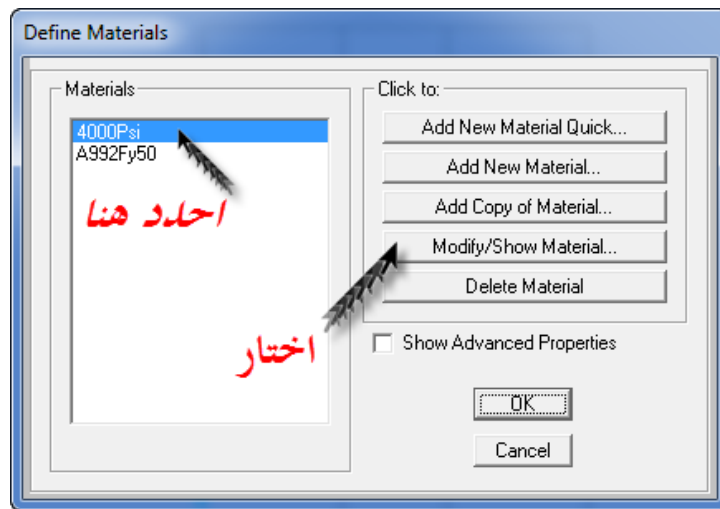 Define Materials
Materials
4000Psi
A992Fy50
احدد هنا
اختار
Click to:
Add New Material Quick...
Add New Material...
Add Copy of Material...
Modify/Show Material...
Delete Material
Show Advanced Properties
OK
Cancel